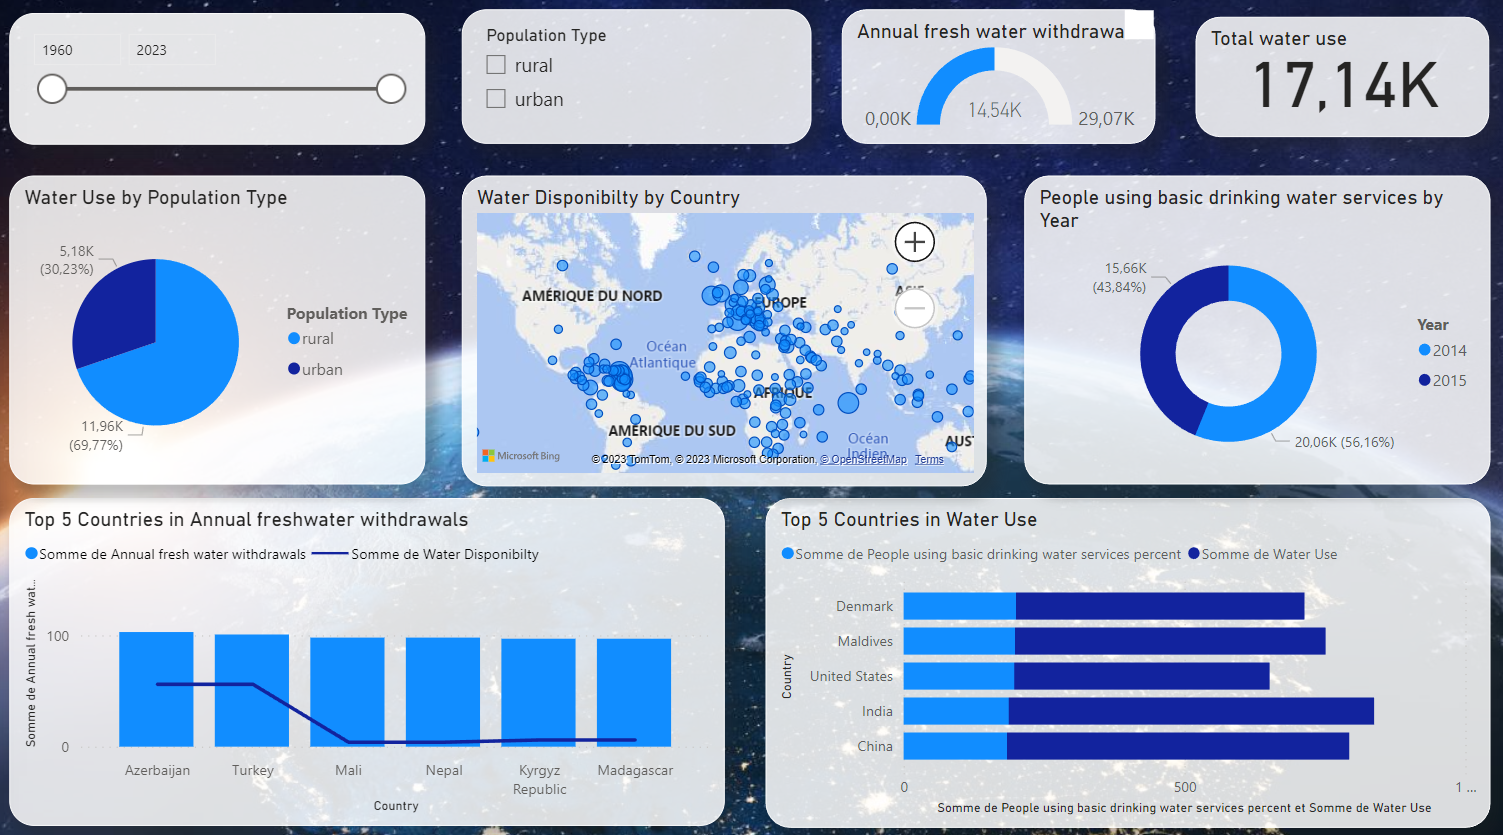 1960
2023
Population Type
rural
urban
Annual fresh water withdrawa
0,00K
14,54K
29,07K
Total water use
17,14K
Water Use by Population Type
5,18K
(30,23%)
11,96K
(69,77%)
Population Type
rural
urban
Water Disponibilty by Country
AMÉRIQUE DU NORD
EUROPE
Océan
Atlantique
AFRIQUE
AMÉRIQUE DU SUD
Océan
Indien
Microsoft Bing
© 2023 TomTom, © 2023 Microsoft Corporation, © OpenStreetMap Terms
People using basic drinking water services by
Year
15,66K
(43,84%)
20,06K (56,16%)
Year
2014
2015
Top 5 Countries in Annual freshwater withdrawals
Somme de Annual fresh water withdrawals
Somme de Water Disponibilty
Somme de Annual fresh wat...
100
0
Azerbaijan
Turkey
Mali
Nepal
Kyrgyz
Republic
Madagascar
Country
Top 5 Countries in Water Use
Somme de People using basic drinking water services percent
Somme de Water Use
Country
Denmark
Maldives
United States
India
China
0
500
1 ...
Somme de People using basic drinking water services percent et Somme de Water Use